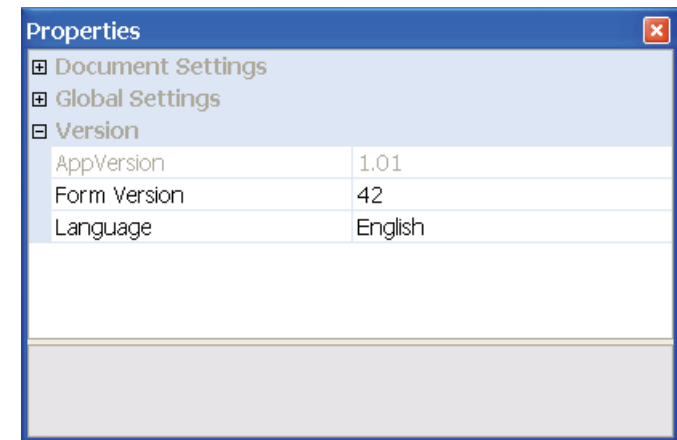 Properties
Document Settings
Global Settings
Version
AppVersion 1.01
Form Version 42
Language English